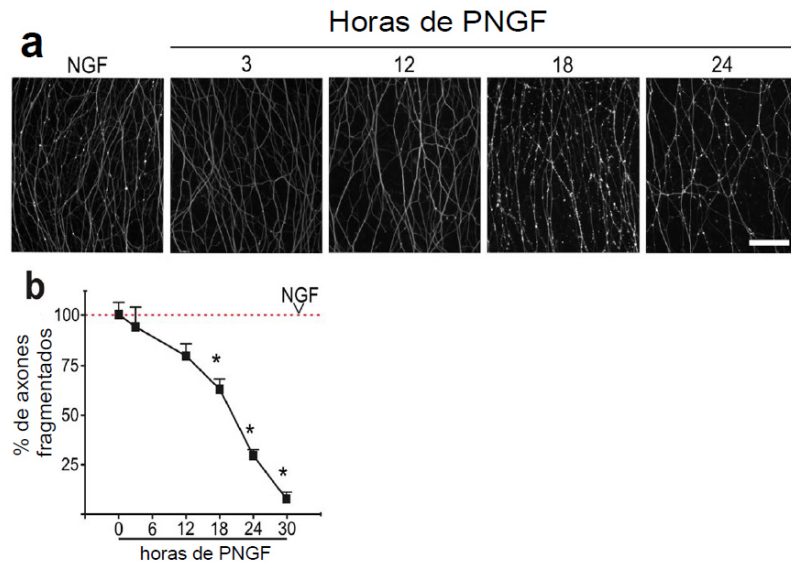 Horas de PNGF
a
NGF 3 12 18 24
b
NGF
100
75
50
25
% de axones
fragmentados
*
*
*
0 6 12 18 24 30
horas de PNGF